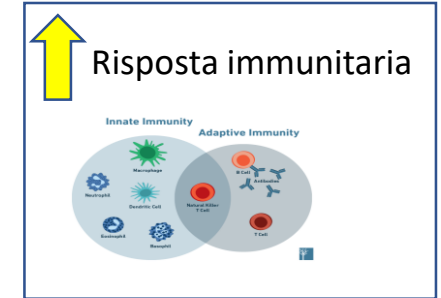 Risposta immunitaria
Innate Immunity
Adaptive Immunity
Macrophage
B Cell
Antibodies
Neutrophil
Dendritic Cell
Natural Killer
T Cell
Eosinophil
Basophil
T Cell